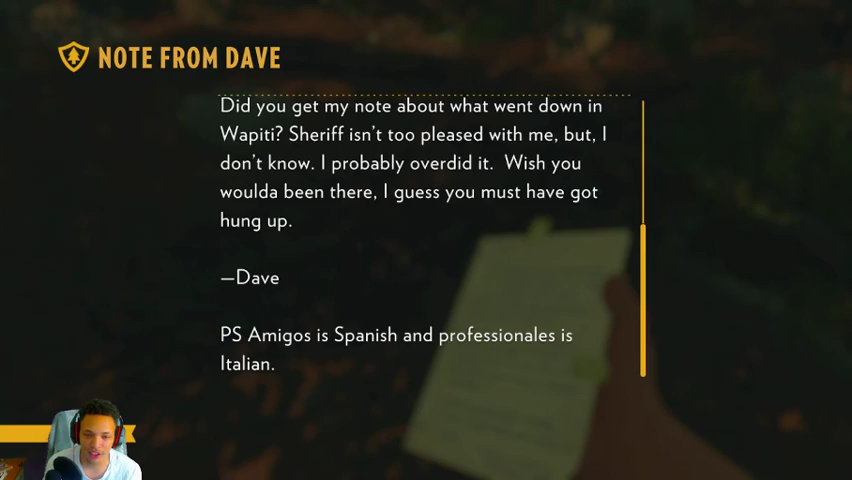 NOTE FROM DAVE
Did you get my note about what went down in
Wapiti? Sheriff isn't too pleased with me, but, I
don't know. I probably overdid it.  Wish you
woulda been there, I guess you must have got
hung up.
—Dave
PS Amigos is Spanish and professionales is
Italian.